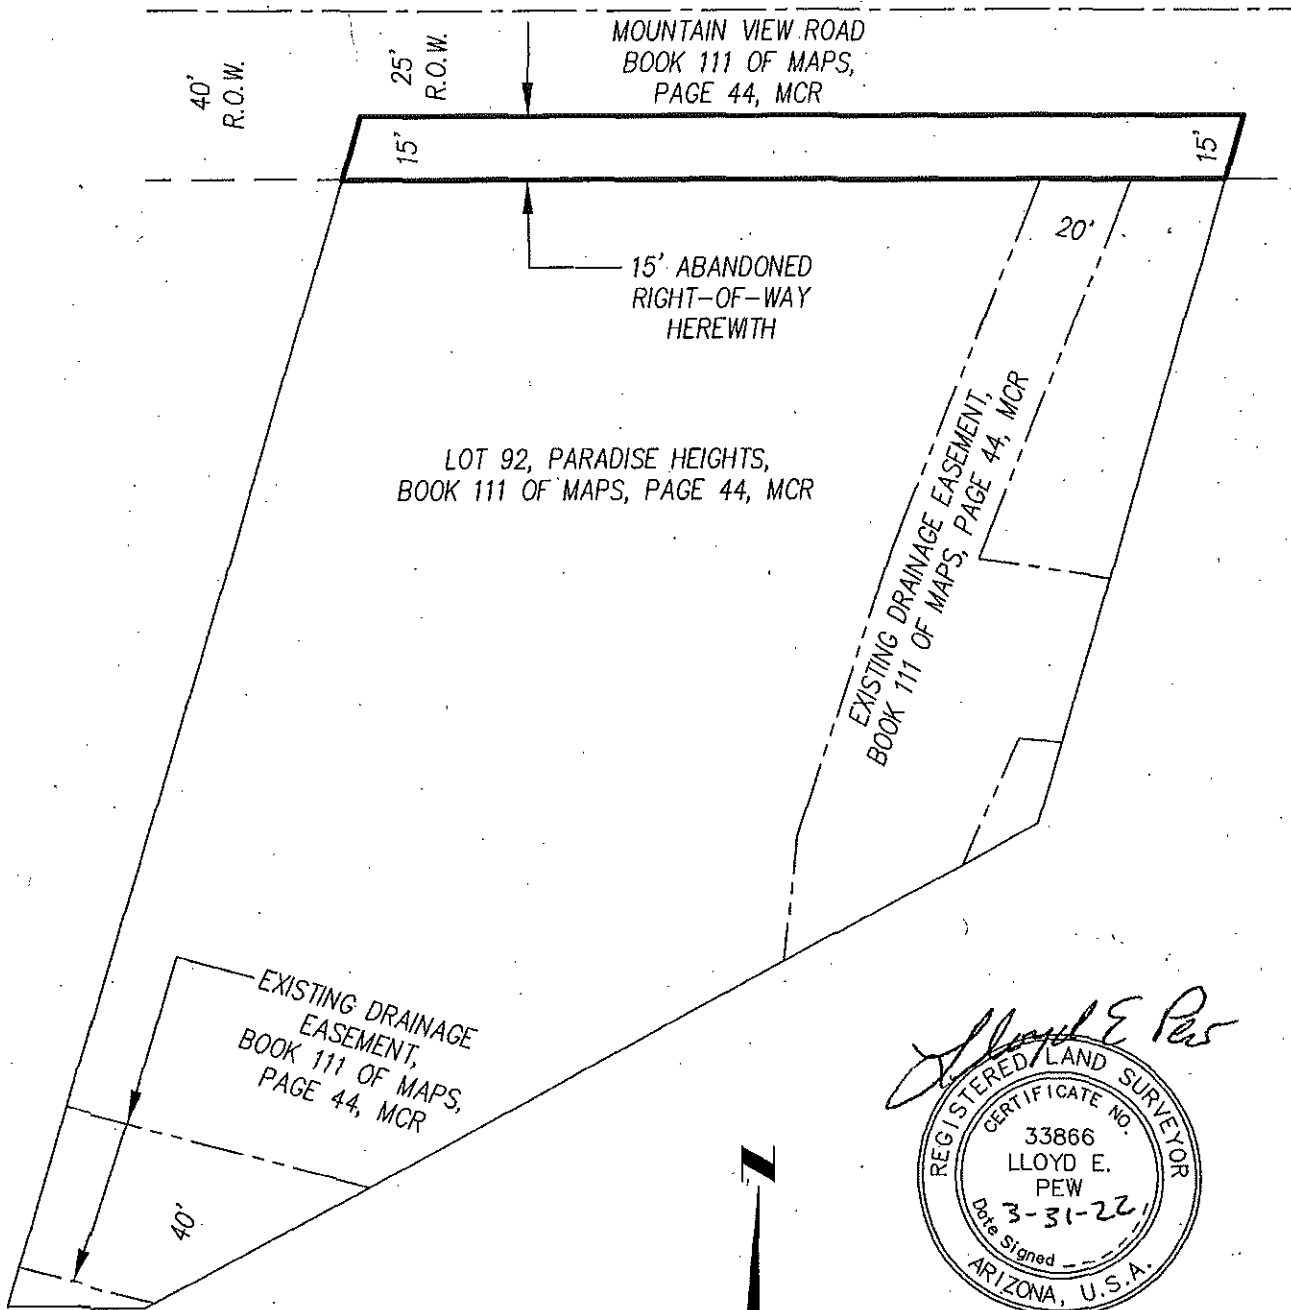 MOUNTAIN VIEW ROAD
BOOK 111 OF MAPS,
PAGE 44, MCR
40'
R.O.W.
25'
R.O.W.
15'
15'
20'
15' ABANDONED
RIGHT-OF-WAY
HEREWITH
LOT 92, PARADISE HEIGHTS,
BOOK 111 OF MAPS, PAGE 44, MCR
EXISTING DRAINAGE EASEMENT,
BOOK 111 OF MAPS, PAGE 44, MCR
EXISTING DRAINAGE
EASEMENT,
BOOK 111 OF MAPS,
PAGE 44, MCR
40'
N
Lloyd E Pew
REGISTERED LAND SURVEYOR
CERTIFICATE NO.
33866
LLOYD E.
PEW
3-31-22
Date Signed
ARIZONA, U.S.A.